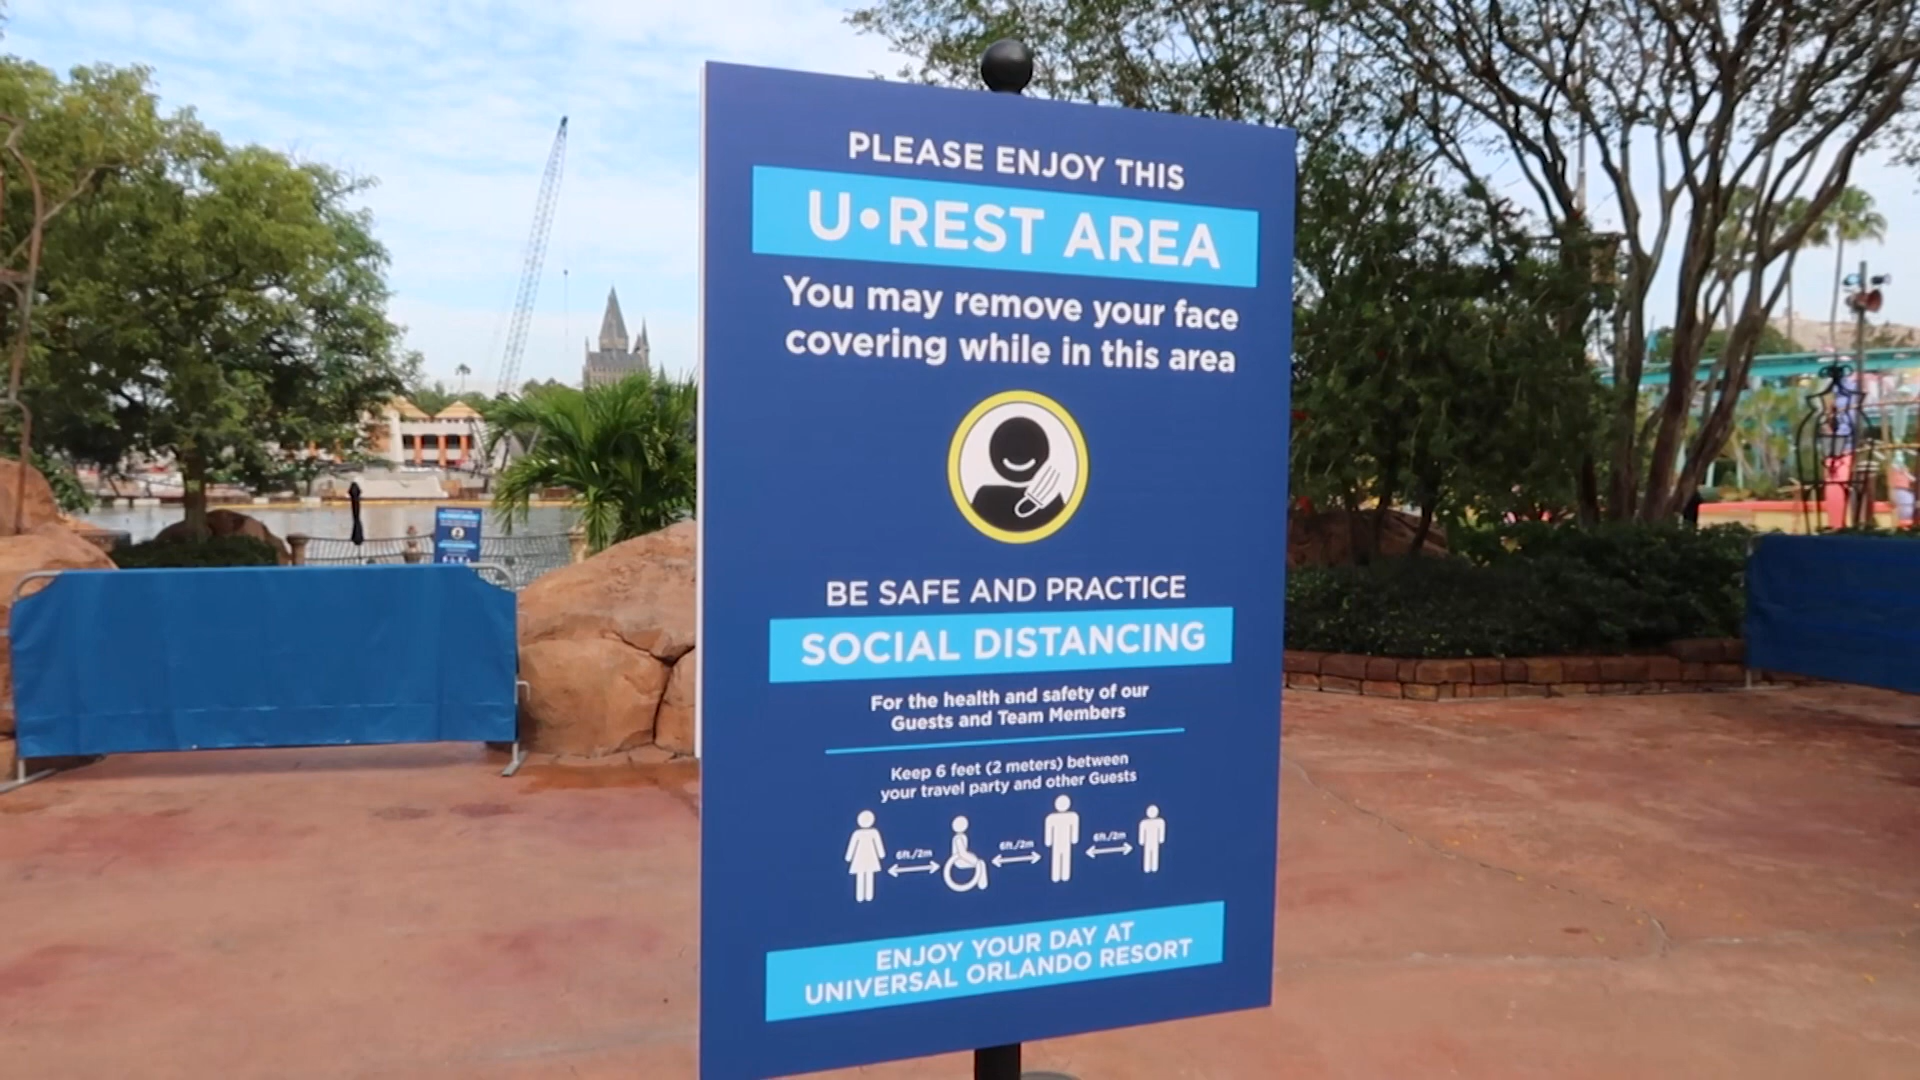 PLEASE ENJOY THIS
U•REST AREA
You may remove your face
covering while in this area
BE SAFE AND PRACTICE
SOCIAL DISTANCING
For the health and safety of our
Guests and Team Members
Keep 6 feet (2 meters) between
your travel party and other Guests
6ft./2m 6ft./2m 6ft./2m
ENJOY YOUR DAY AT
UNIVERSAL ORLANDO RESORT